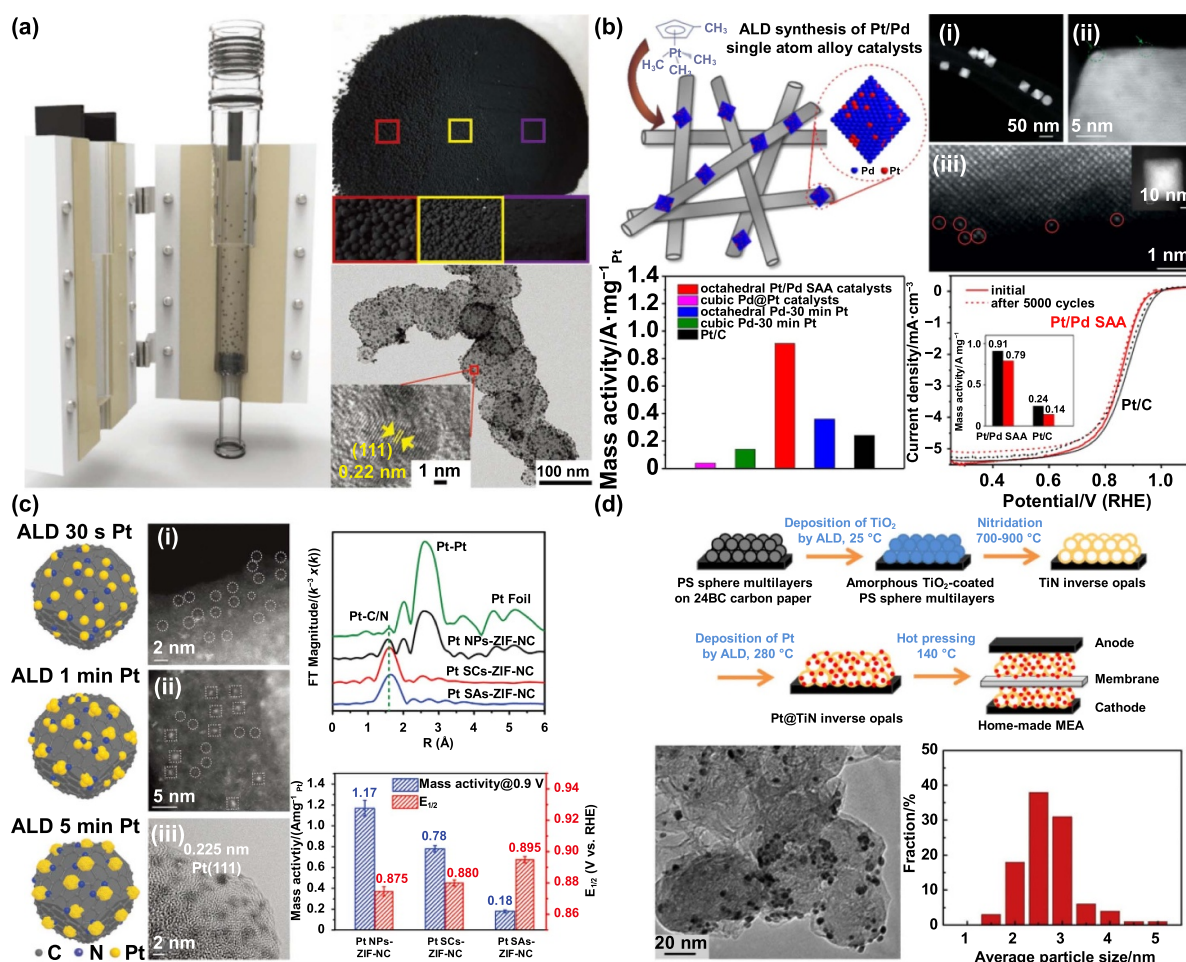 (a)
(111)
0.22 nm
1 nm
100 nm
(b)
ALD synthesis of Pt/Pd
single atom alloy catalysts
CH₃
Pt
H₃C
CH₃
CH₃
Pd
Pt
(i)
50 nm
(ii)
5 nm
(iii)
10 nm
1 nm
Mass activity/A·mg⁻¹ Pt
1.4
1.2
1.0
0.8
0.6
0.4
0.2
0
octahedral Pt/Pd SAA catalysts
cubic Pd@Pt catalysts
octahedral Pd-30 min Pt
cubic Pd-30 min Pt
Pt/C
Current density/mA·cm⁻³
0
−1
−2
−3
−4
−5
initial
after 5000 cycles
Pt/Pd SAA
Mass activity/A mg⁻¹
1.0
0.5
0
0.91
0.79
0.24
0.14
Pt/Pd SAA
Pt/C
Pt/C
0.4
0.6
0.8
1.0
Potential/V (RHE)
(c)
ALD 30 s Pt
ALD 1 min Pt
ALD 5 min Pt
C
N
Pt
(i)
2 nm
(ii)
5 nm
(iii)
0.225 nm
Pt(111)
2 nm
FT Magnitude/(k⁻³ x(k))
Pt-Pt
Pt-C/N
Pt Foil
Pt NPs-ZIF-NC
Pt SCs-ZIF-NC
Pt SAs-ZIF-NC
0 1 2 3 4 5 6
R (Å)
Mass activtiy/(Amg⁻¹ Pt)
1.4
1.2
1.0
0.8
0.6
0.4
0.2
0
Mass activity@0.9 V
E₁/₂
1.17
0.875
0.78
0.880
0.18
0.895
0.94
0.92
0.90
0.88
0.86
E₁/₂ (V vs. RHE)
Pt NPs-
ZIF-NC
Pt SCs-
ZIF-NC
Pt SAs-
ZIF-NC
(d)
Deposition of TiO₂
by ALD, 25 °C
Nitridation
700-900 °C
PS sphere multilayers
on 24BC carbon paper
Amorphous TiO₂-coated
PS sphere multilayers
TiN inverse opals
Deposition of Pt
by ALD, 280 °C
Hot pressing
140 °C
Anode
Membrane
Cathode
Pt@TiN inverse opals
Home-made MEA
20 nm
Fraction/%
50
40
30
20
10
0
1 2 3 4 5
Average particle size/nm